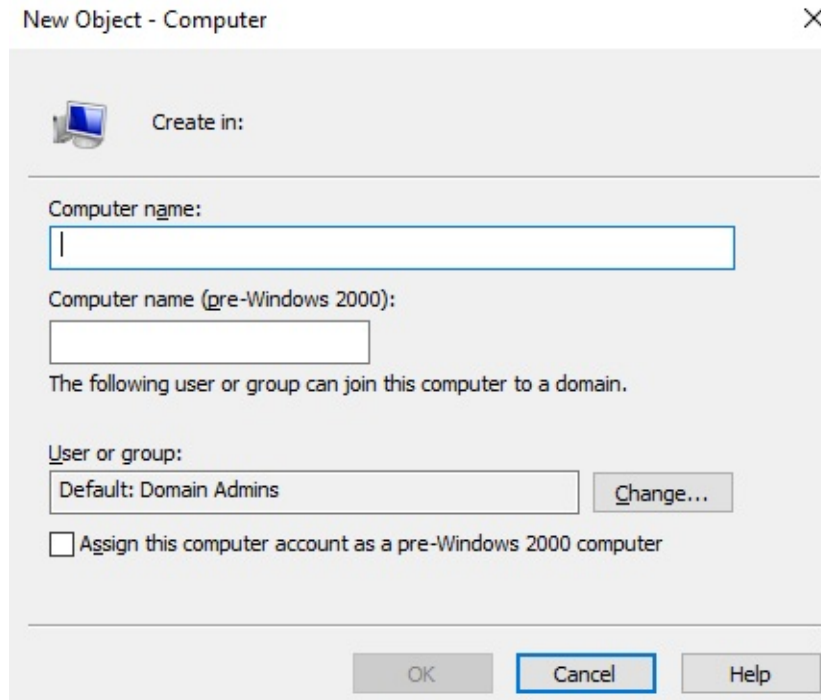 New Object - Computer
Create in:
Computer name:
Computer name (pre-Windows 2000):
The following user or group can join this computer to a domain.
User or group:
Default: Domain Admins
Change...
Assign this computer account as a pre-Windows 2000 computer
OK
Cancel
Help